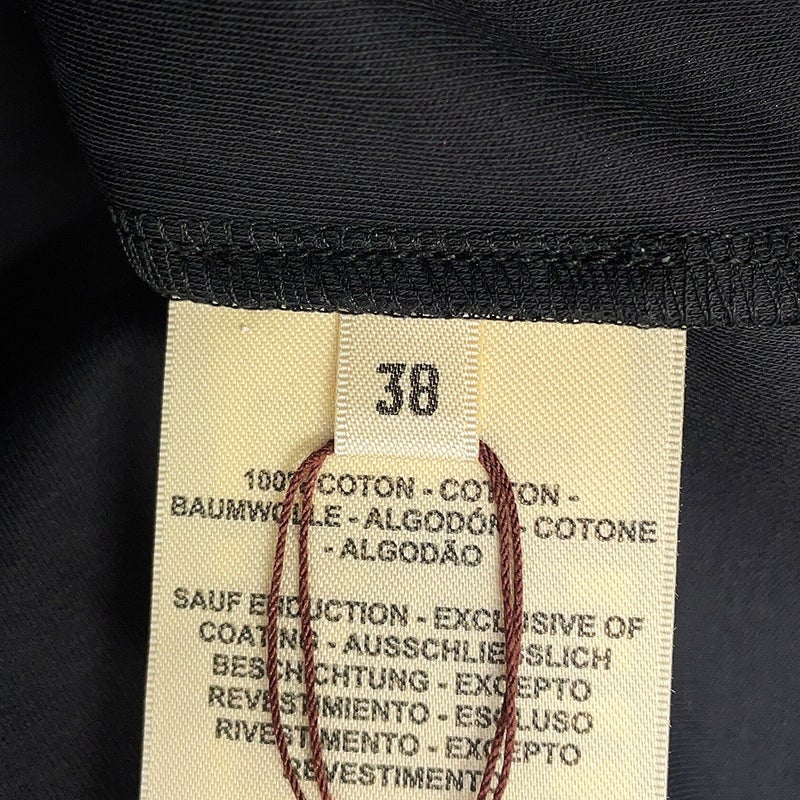 38
100% COTON - COTTON -
BAUMWOLLE - ALGODÓN - COTONE
- ALGODÃO
SAUF ENDUCTION - EXCLUSIVE OF
COATING - AUSSCHLIESSLICH
BESCHICHTUNG - EXCEPTO
REVESTIMIENTO - ESCLUSO
RIVESTIMENTO - EXCEPTO
REVESTIMENTO